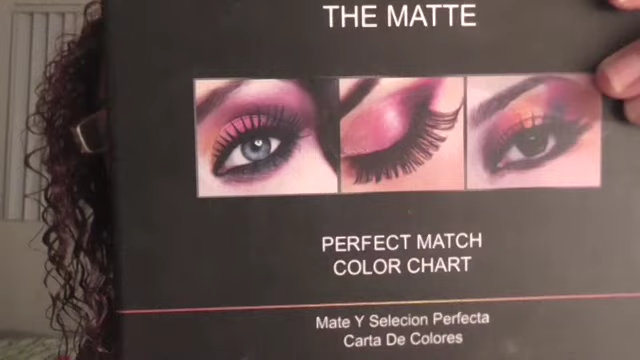 THE MATTE
PERFECT MATCH
COLOR CHART
Mate Y Selecion Perfecta
Carta De Colores